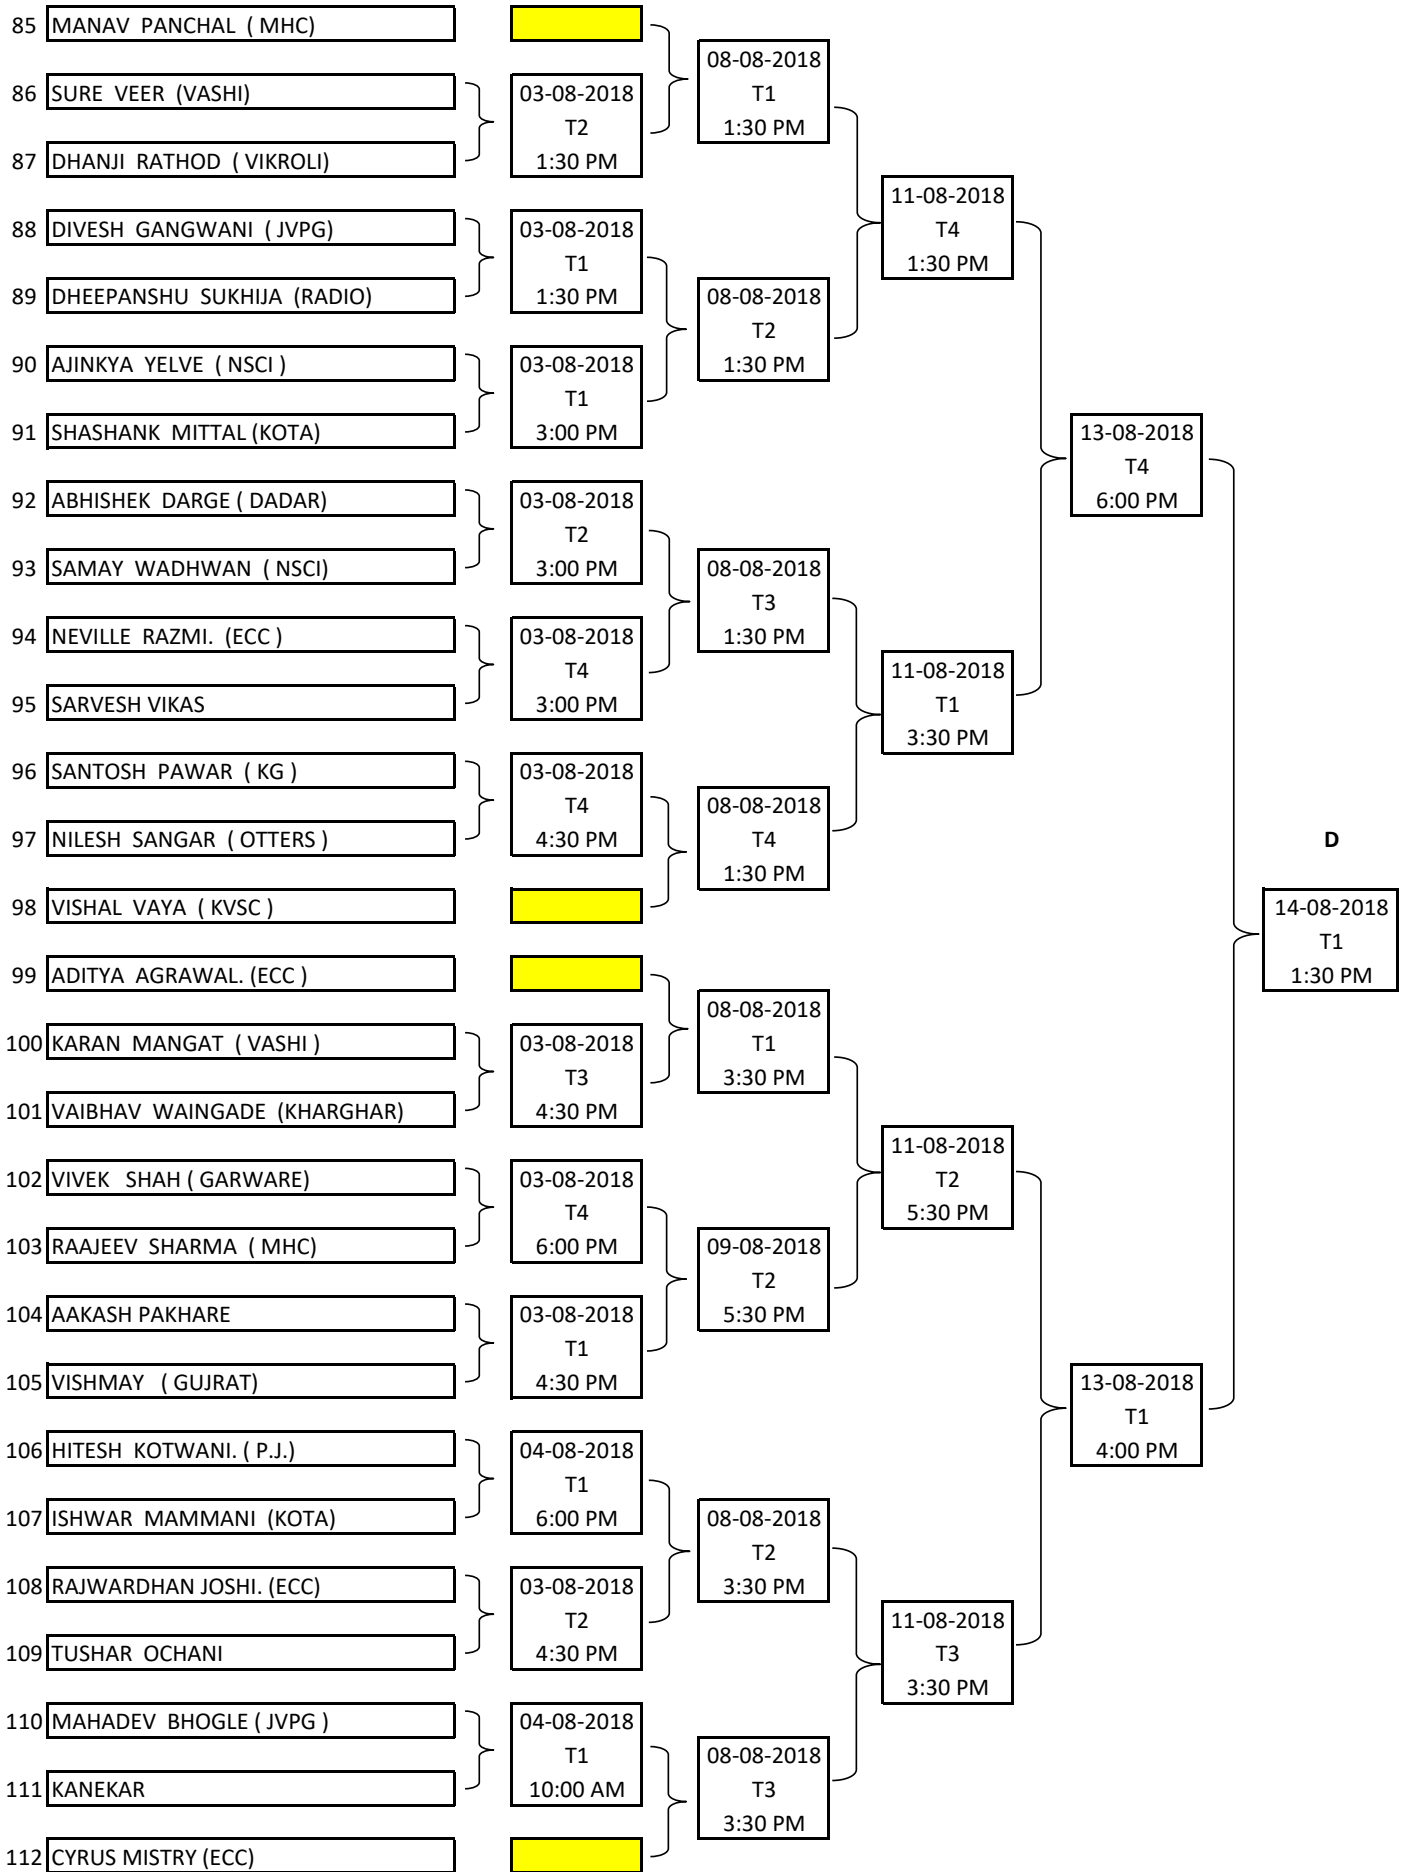 85 MANAV PANCHAL ( MHC)
08-08-2018
86 SURE VEER (VASHI) 03-08-2018 T1
T2 1:30 PM
87 DHANJI RATHOD ( VIKROLI) 1:30 PM
11-08-2018
88 DIVESH GANGWANI ( JVPG) 03-08-2018 T4
T1 1:30 PM
89 DHEEPANSHU SUKHIJA (RADIO) 1:30 PM 08-08-2018
T2
90 AJINKYA YELVE ( NSCI ) 03-08-2018 1:30 PM
T1
91 SHASHANK MITTAL (KOTA) 3:00 PM 13-08-2018
T4
92 ABHISHEK DARGE ( DADAR) 03-08-2018 6:00 PM
T2
93 SAMAY WADHWAN ( NSCI) 3:00 PM 08-08-2018
T3
94 NEVILLE RAZMI. (ECC ) 03-08-2018 1:30 PM
T4 11-08-2018
95 SARVESH VIKAS 3:00 PM T1
3:30 PM
96 SANTOSH PAWAR ( KG ) 03-08-2018
T4 08-08-2018
97 NILESH SANGAR ( OTTERS ) 4:30 PM T4 D
1:30 PM
98 VISHAL VAYA ( KVSC ) 14-08-2018
T1
99 ADITYA AGRAWAL. (ECC ) 1:30 PM
08-08-2018
100 KARAN MANGAT ( VASHI ) 03-08-2018 T1
T3 3:30 PM
101 VAIBHAV WAINGADE (KHARGHAR) 4:30 PM
11-08-2018
102 VIVEK SHAH ( GARWARE) 03-08-2018 T2
T4 5:30 PM
103 RAAJEEV SHARMA ( MHC) 6:00 PM 09-08-2018
T2
104 AAKASH PAKHARE 03-08-2018 5:30 PM
T1
105 VISHMAY ( GUJRAT) 4:30 PM 13-08-2018
T1
106 HITESH KOTWANI. ( P.J.) 04-08-2018 4:00 PM
T1
107 ISHWAR MAMMANI (KOTA) 6:00 PM 08-08-2018
T2
108 RAJWARDHAN JOSHI. (ECC) 03-08-2018 3:30 PM
T2 11-08-2018
109 TUSHAR OCHANI 4:30 PM T3
3:30 PM
110 MAHADEV BHOGLE ( JVPG ) 04-08-2018
T1 08-08-2018
111 KANEKAR 10:00 AM T3
3:30 PM
112 CYRUS MISTRY (ECC)